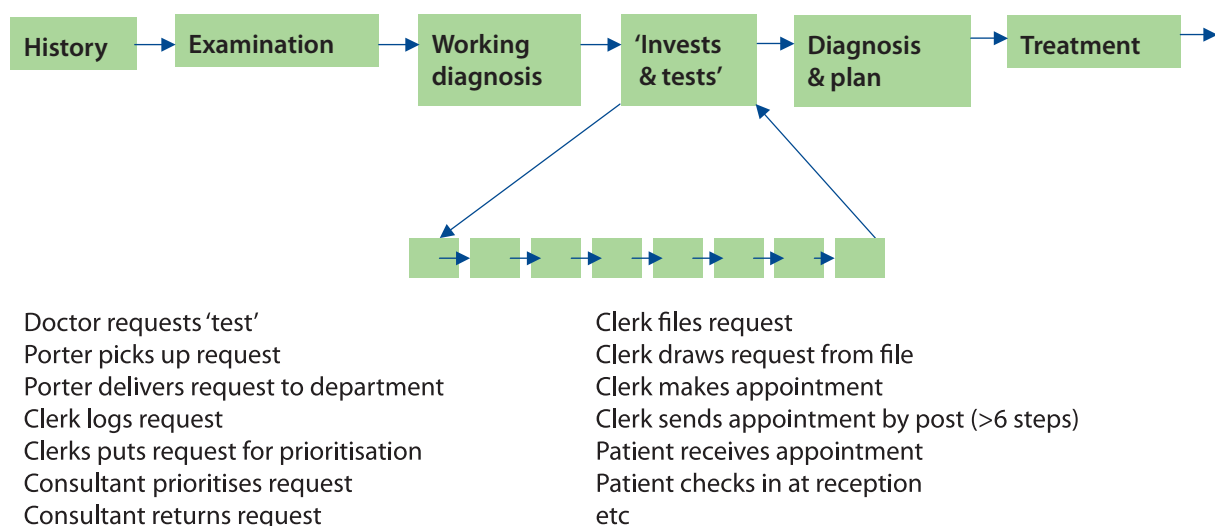 History
Examination
Working
diagnosis
‘Invests
& tests’
Diagnosis
& plan
Treatment
Doctor requests ‘test’
Porter picks up request
Porter delivers request to department
Clerk logs request
Clerks puts request for prioritisation
Consultant prioritises request
Consultant returns request
Clerk files request
Clerk draws request from file
Clerk makes appointment
Clerk sends appointment by post (>6 steps)
Patient receives appointment
Patient checks in at reception
etc